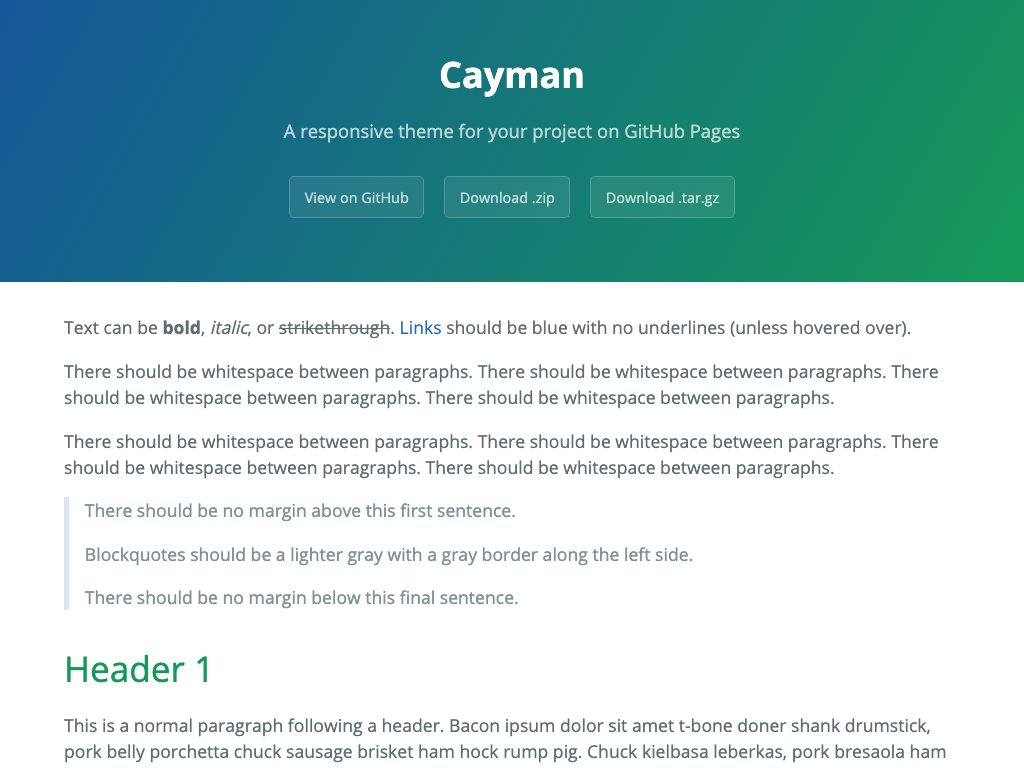 Cayman
A responsive theme for your project on GitHub Pages
View on GitHub
Download .zip
Download .tar.gz
Text can be bold, italic, or strikethrough. Links should be blue with no underlines (unless hovered over).
There should be whitespace between paragraphs. There should be whitespace between paragraphs. There
should be whitespace between paragraphs. There should be whitespace between paragraphs.
There should be whitespace between paragraphs. There should be whitespace between paragraphs. There
should be whitespace between paragraphs. There should be whitespace between paragraphs.
There should be no margin above this first sentence.
Blockquotes should be a lighter gray with a gray border along the left side.
There should be no margin below this final sentence.
Header 1
This is a normal paragraph following a header. Bacon ipsum dolor sit amet t-bone doner shank drumstick,
pork belly porchetta chuck sausage brisket ham hock rump pig. Chuck kielbasa leberkas, pork bresaola ham